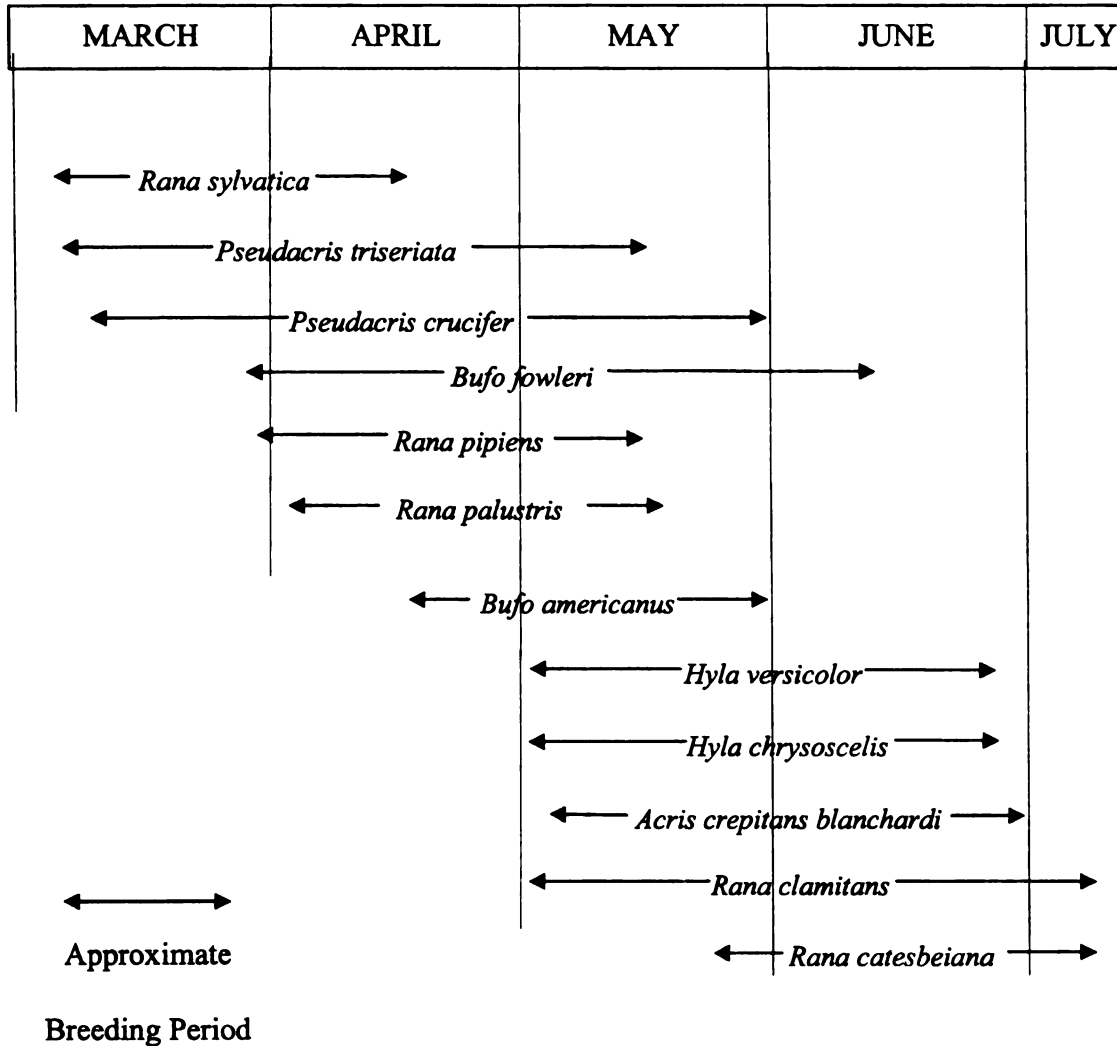 MARCH APRIL MAY JUNE JULY
Rana sylvatica
Pseudacris triseriata
Pseudacris crucifer
Bufo fowleri
Rana pipiens
Rana palustris
Bufo americanus
Hyla versicolor
Hyla chrysoscelis
Acris crepitans blanchardi
Rana clamitans
Rana catesbeiana
Approximate
Breeding Period